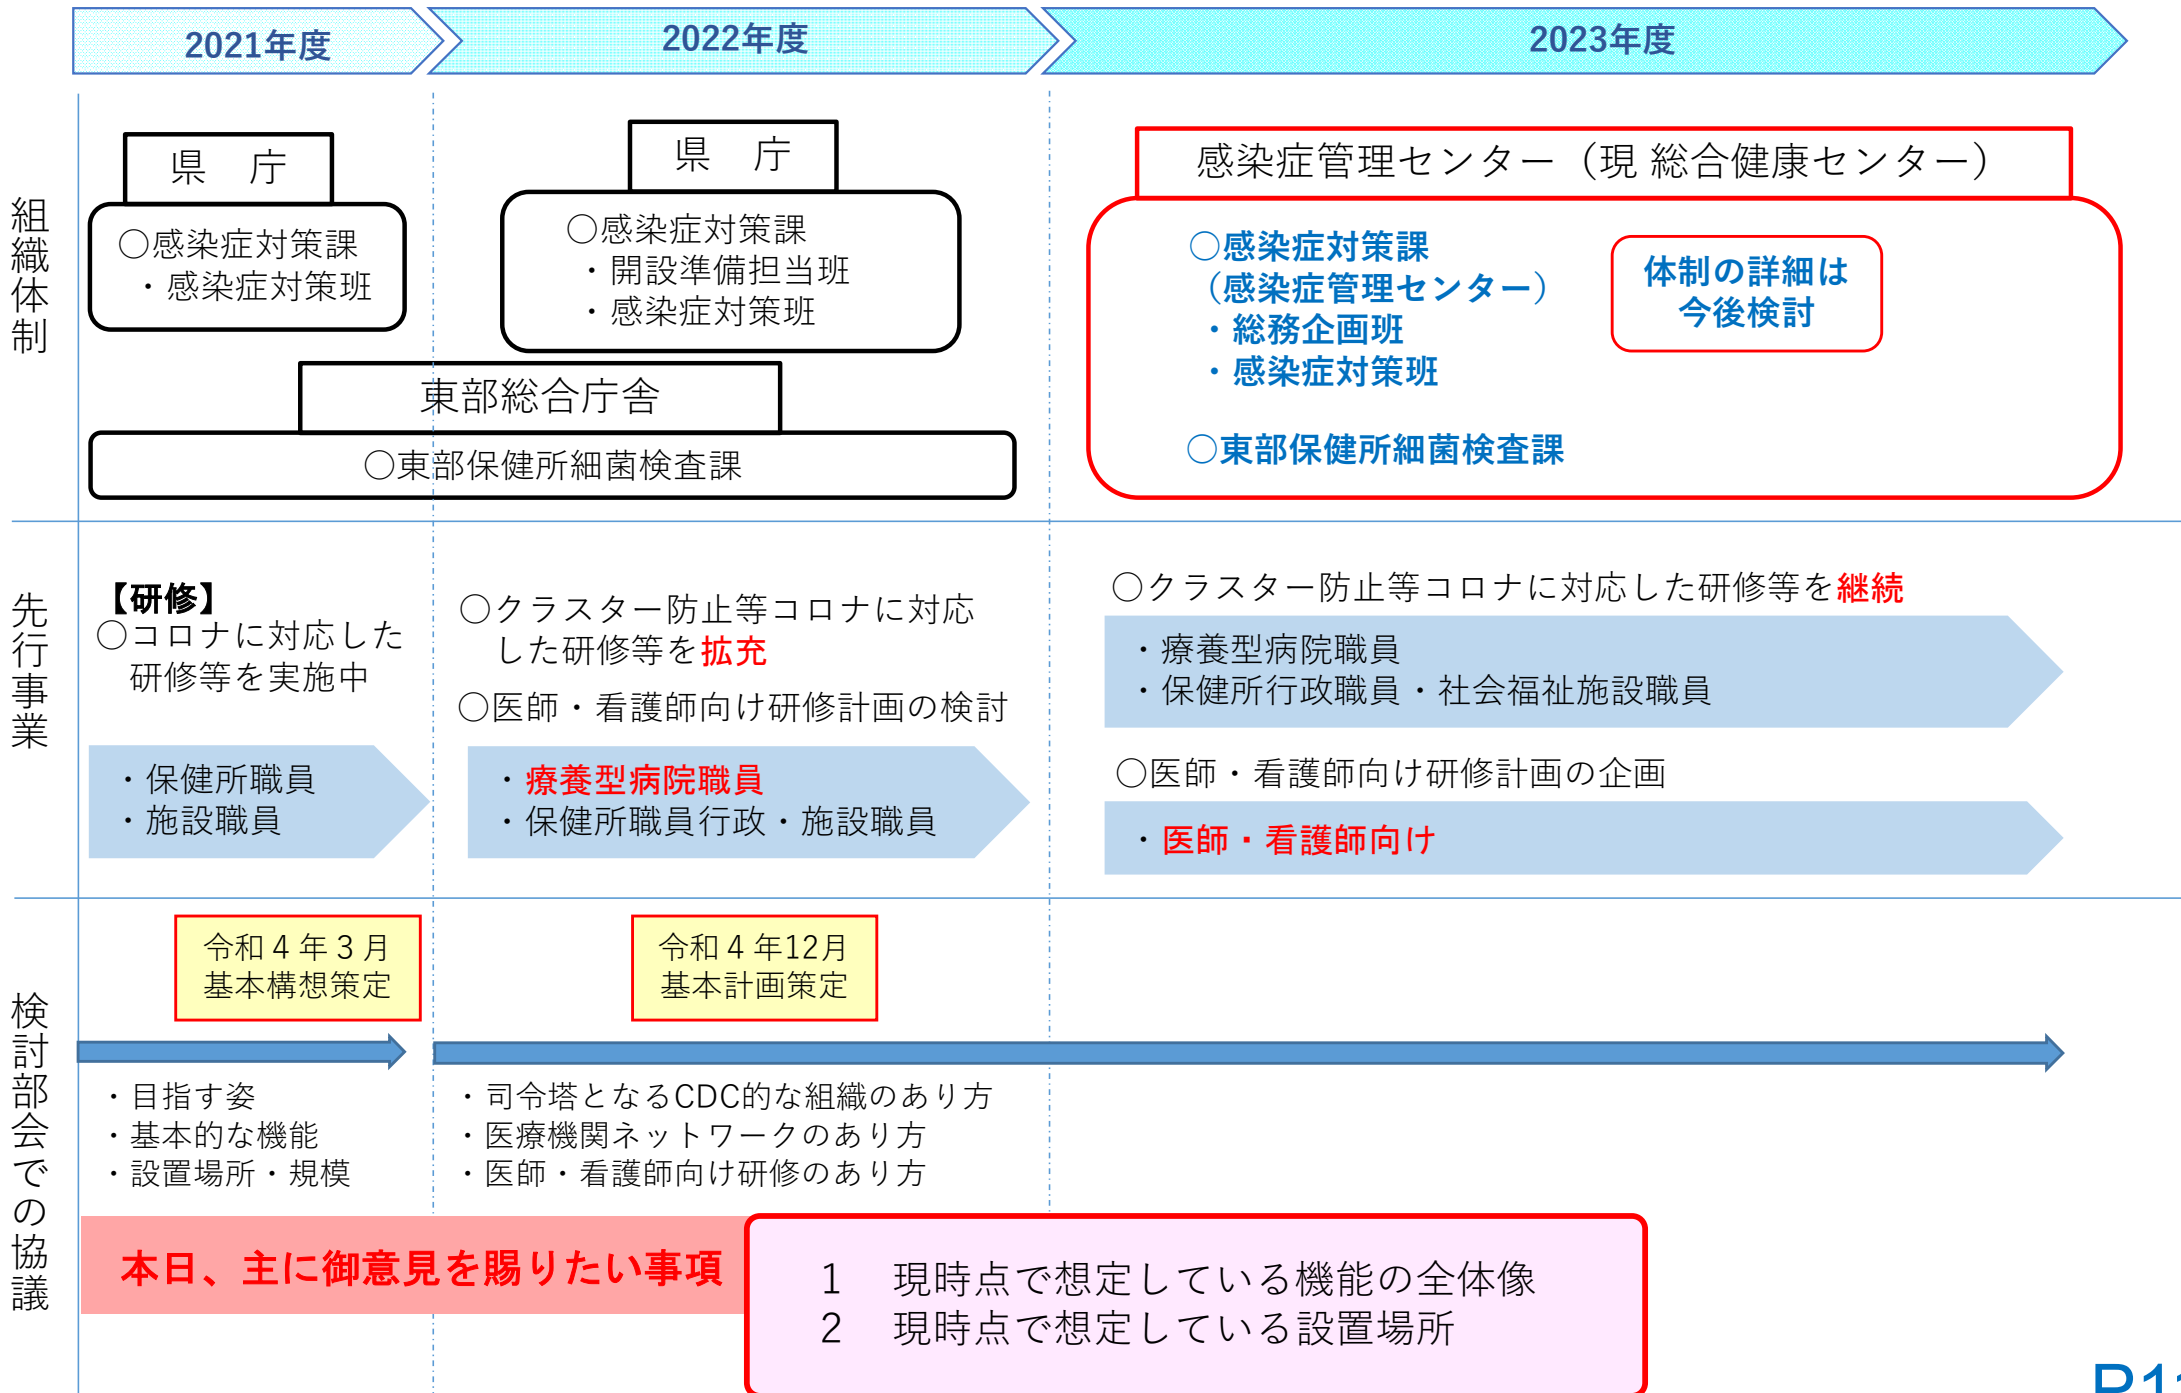 2021年度
2022年度
2023年度
組織体制
県　庁
○感染症対策課
・感染症対策班
県　庁
○感染症対策課
・開設準備担当班
・感染症対策班
東部総合庁舎
○東部保健所細菌検査課
感染症管理センター（現 総合健康センター）
○感染症対策課
（感染症管理センター）
・総務企画班
・感染症対策班
○東部保健所細菌検査課
体制の詳細は
今後検討
先行事業
【研修】
○コロナに対応した
研修等を実施中
・保健所職員
・施設職員
○クラスター防止等コロナに対応
した研修等を拡充
○医師・看護師向け研修計画の検討
・療養型病院職員
・保健所職員行政・施設職員
○クラスター防止等コロナに対応した研修等を継続
・療養型病院職員
・保健所行政職員・社会福祉施設職員
○医師・看護師向け研修計画の企画
・医師・看護師向け
検討部会での協議
令和４年３月
基本構想策定
令和４年12月
基本計画策定
・目指す姿
・基本的な機能
・設置場所・規模
・司令塔となるCDC的な組織のあり方
・医療機関ネットワークのあり方
・医師・看護師向け研修のあり方
本日、主に御意見を賜りたい事項
1　現時点で想定している機能の全体像
2　現時点で想定している設置場所